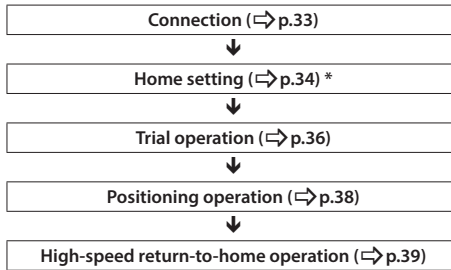 Connection (⇨p.33)
Home setting (⇨p.34) *
Trial operation (⇨p.36)
Positioning operation (⇨p.38)
High-speed return-to-home operation (⇨p.39)